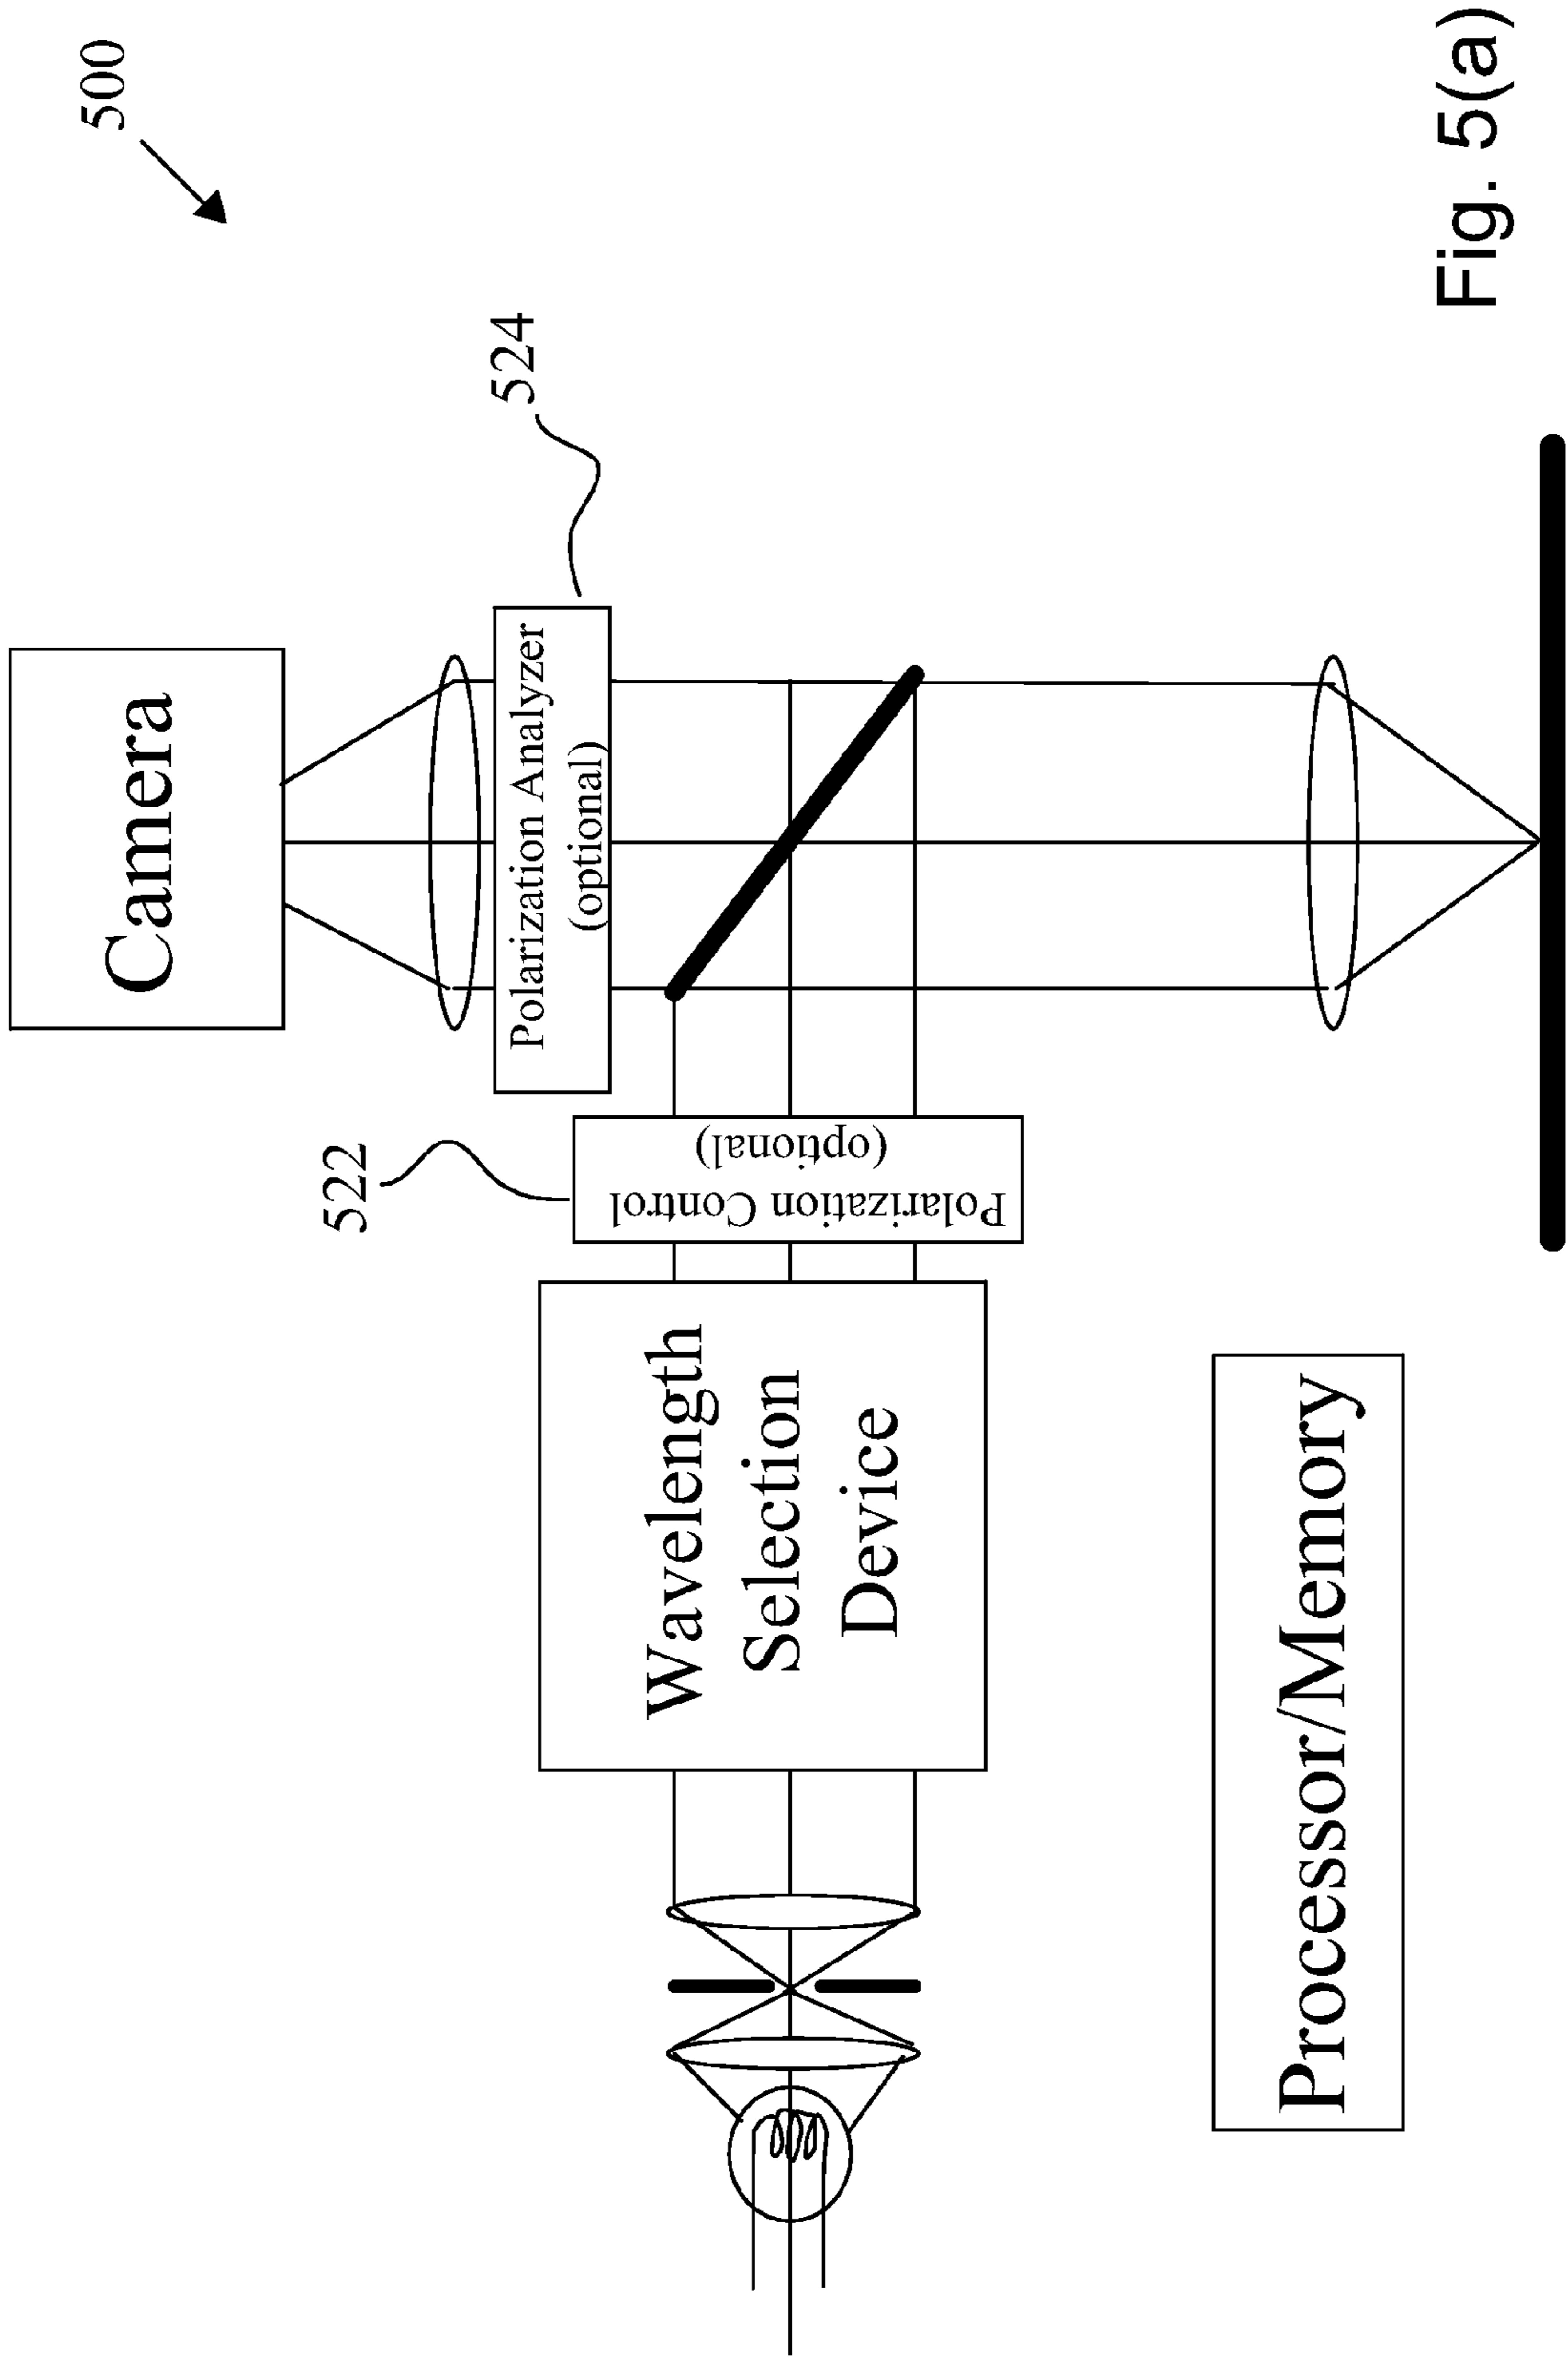 500
Camera
524
Polarization Analyzer
(optional)
522
Polarization Control
(optional)
Wavelength
Selection
Device
Processor/Memory
Fig. 5(a)